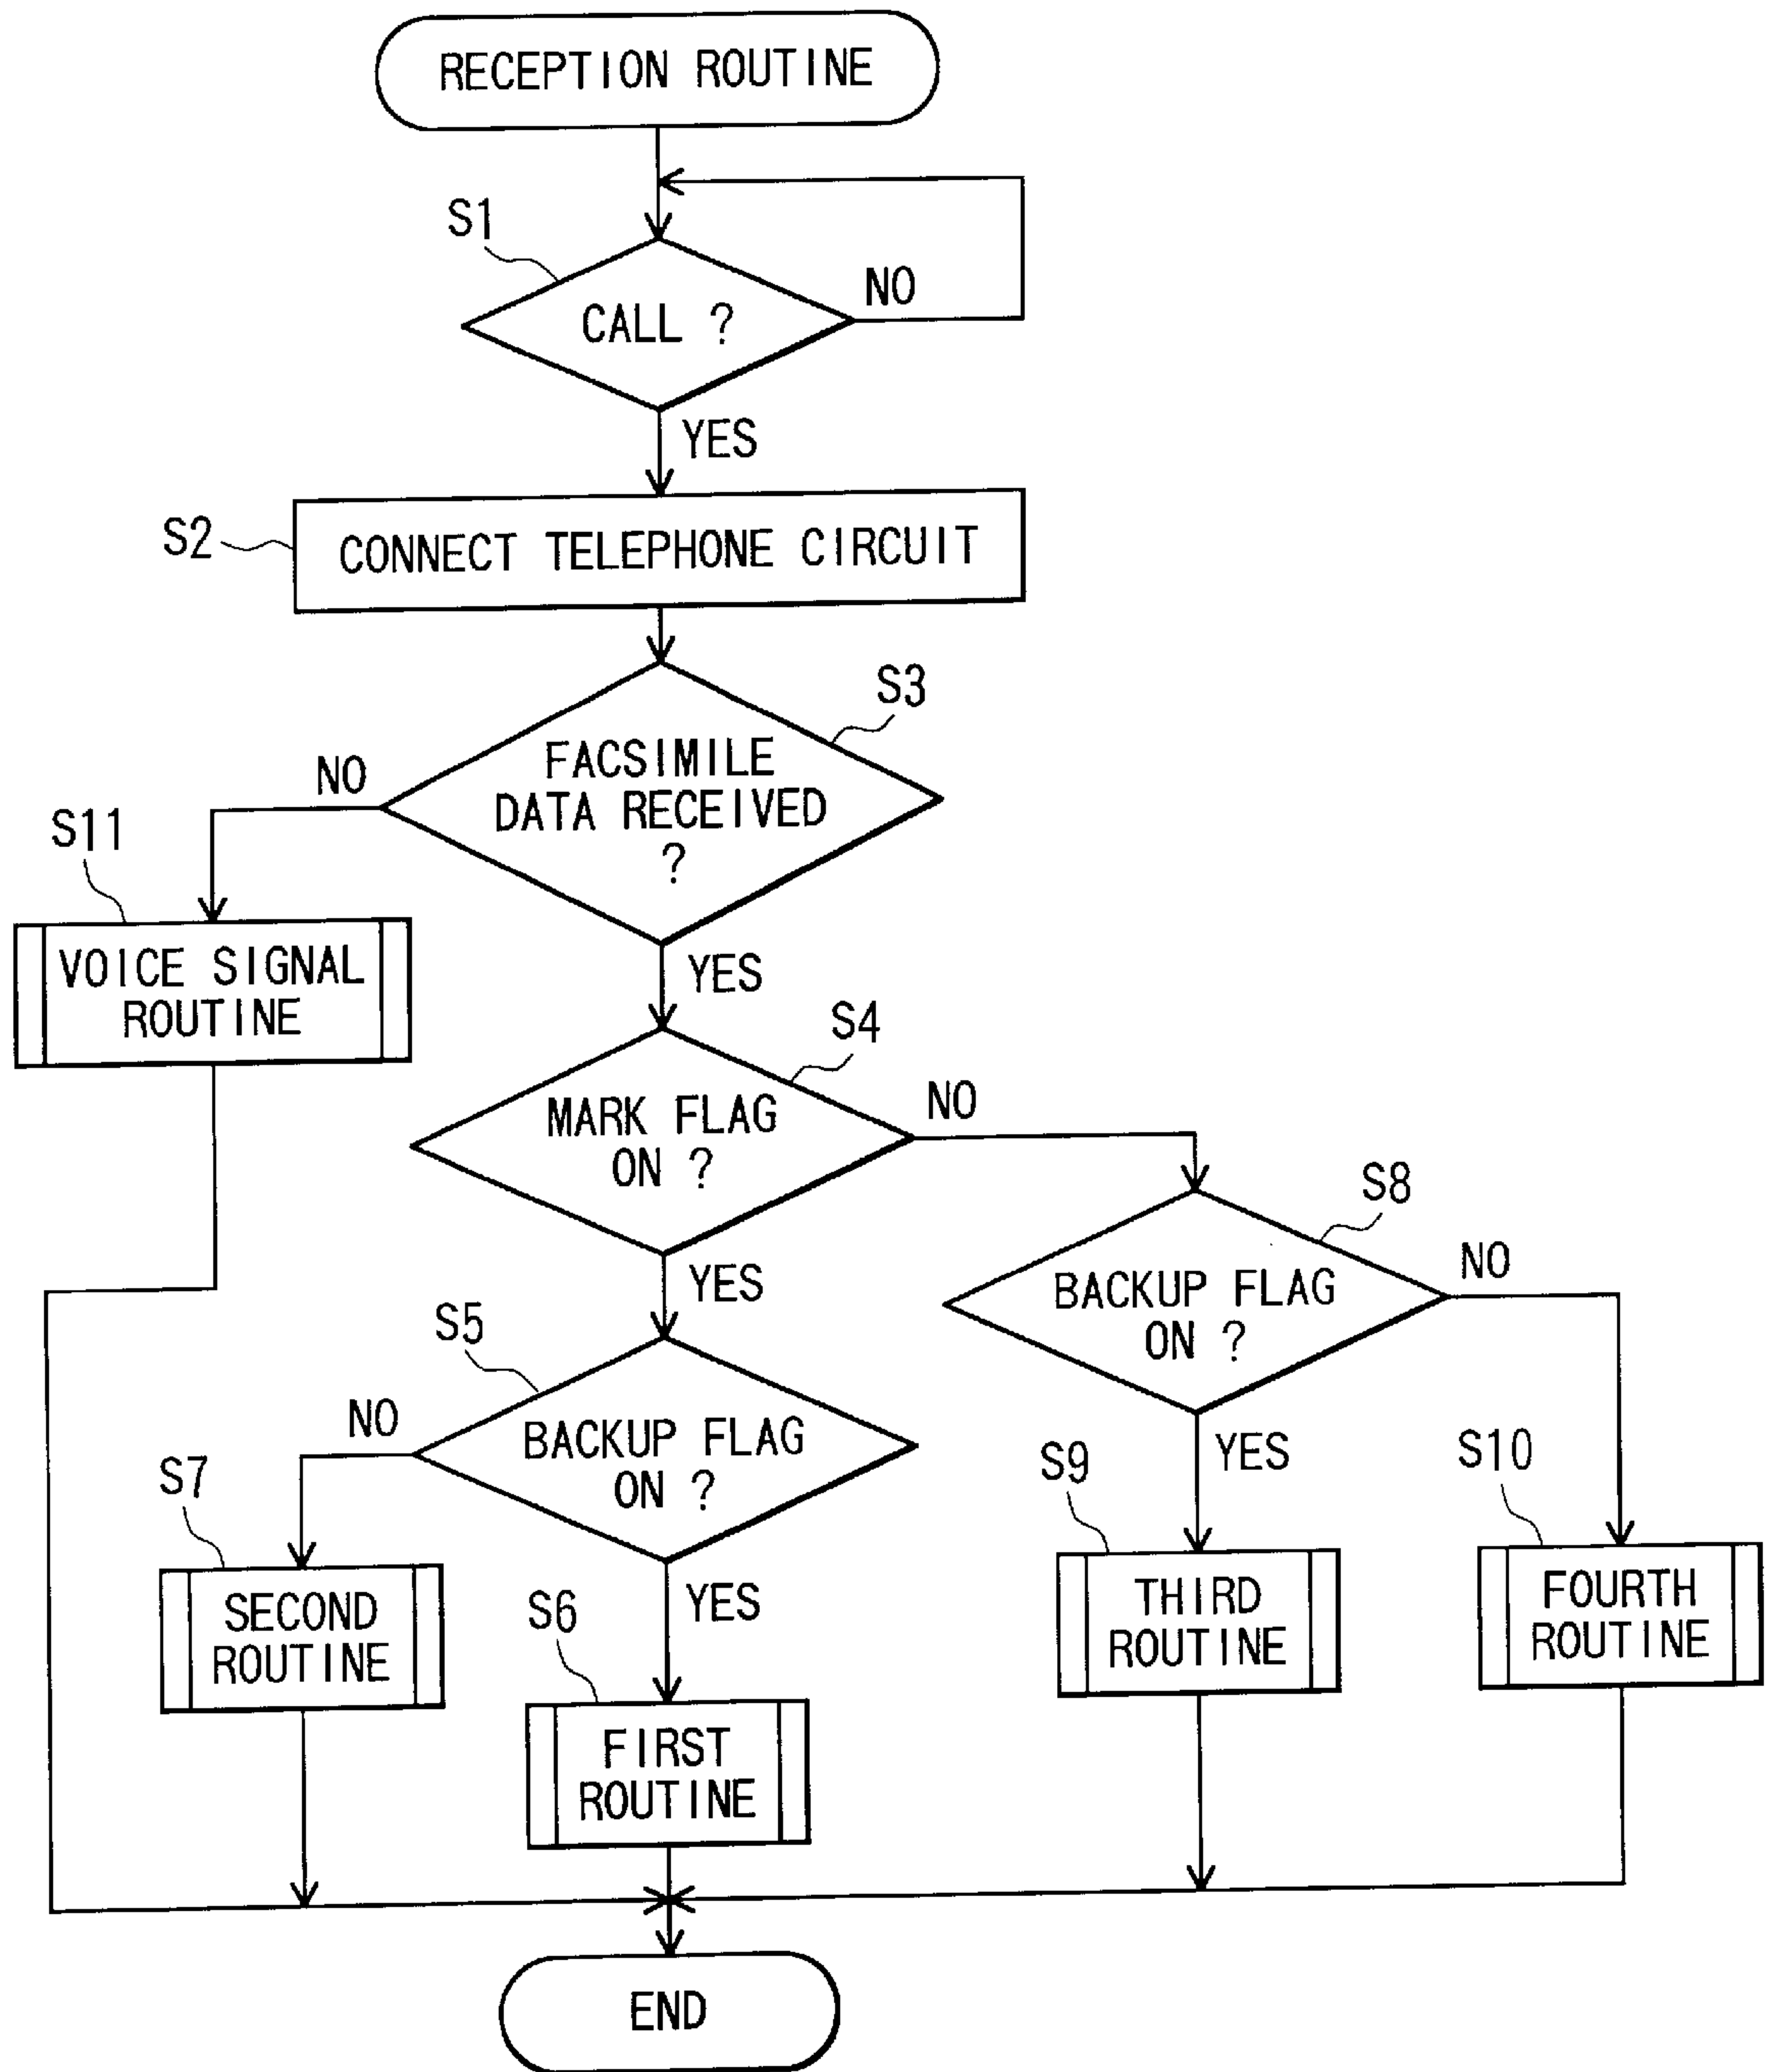 RECEPTION ROUTINE
S1
CALL ?
NO
YES
S2
CONNECT TELEPHONE CIRCUIT
S3
FACSIMILE
DATA RECEIVED
?
NO
YES
S11
VOICE SIGNAL
ROUTINE
S4
MARK FLAG
ON ?
NO
YES
S8
BACKUP FLAG
ON ?
NO
YES
S5
BACKUP FLAG
ON ?
NO
YES
S7
SECOND
ROUTINE
S6
FIRST
ROUTINE
S9
THIRD
ROUTINE
S10
FOURTH
ROUTINE
END